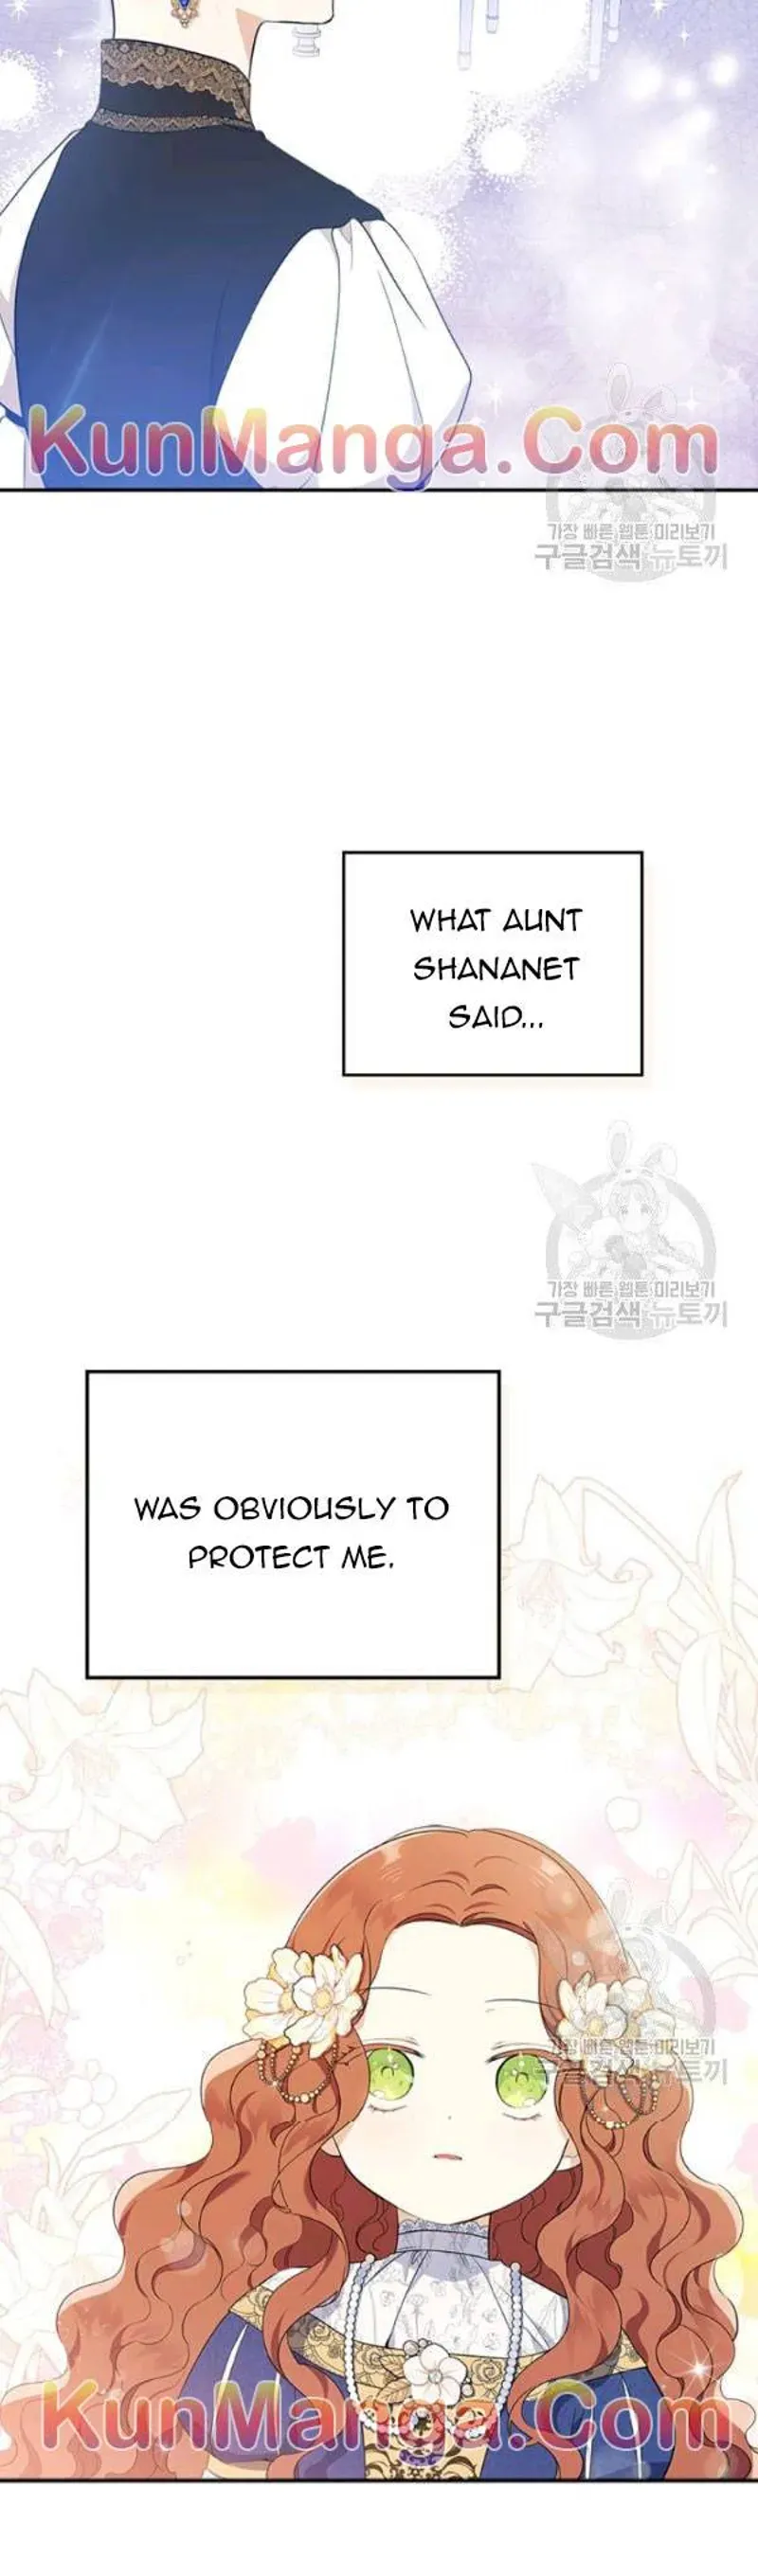 KunManga.Com
가장 빠른 웹툰 미리보기
구글검색 뉴토끼
WHAT AUNT
SHANANET
SAID...
가장 빠른 웹툰 미리보기
구글검색 뉴토끼
WAS OBVIOUSLY TO
PROTECT ME.
가장 빠른 웹툰 미리보기
구글검색 뉴토끼
KunManga.Com